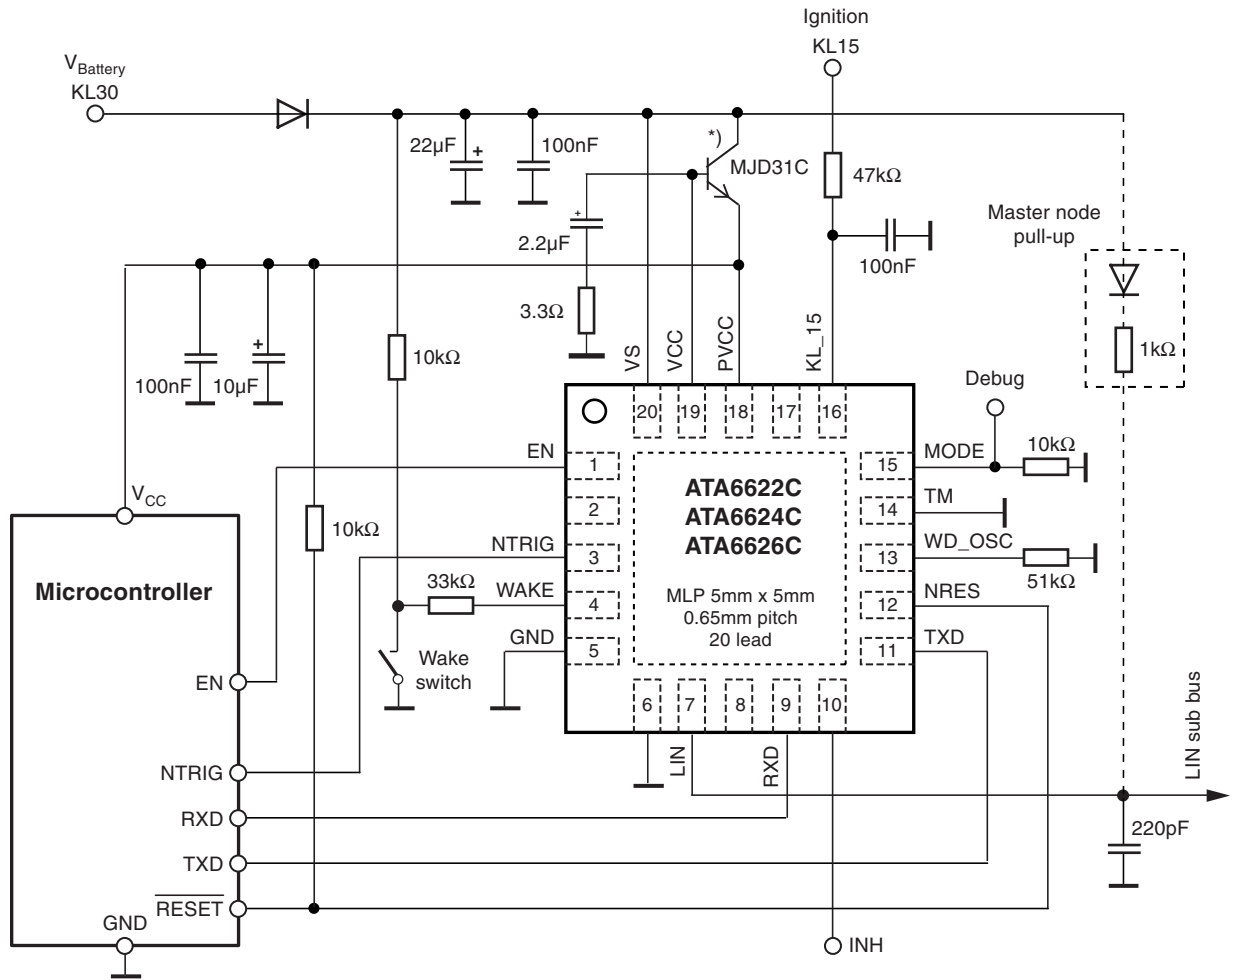 Ignition
KL15
V_Battery
KL30
22µF
+
100nF
*)
MJD31C
47kΩ
Master node
pull-up
+
2.2µF
100nF
3.3Ω
VS
VCC
PVCC
KL_15
10kΩ
1kΩ
100nF
+
10µF
Debug
20
19
18
17
16
EN
1
15
MODE
10kΩ
2
14
TM
ATA6622C
ATA6624C
ATA6626C
V_CC
10kΩ
NTRIG
3
13
WD_OSC
51kΩ
Microcontroller
33kΩ
WAKE
4
12
NRES
MLP 5mm x 5mm
0.65mm pitch
20 lead
GND
5
11
TXD
Wake
switch
EN
6
7
8
9
10
LIN
RXD
LIN sub bus
NTRIG
RXD
220pF
TXD
RESET
GND
INH